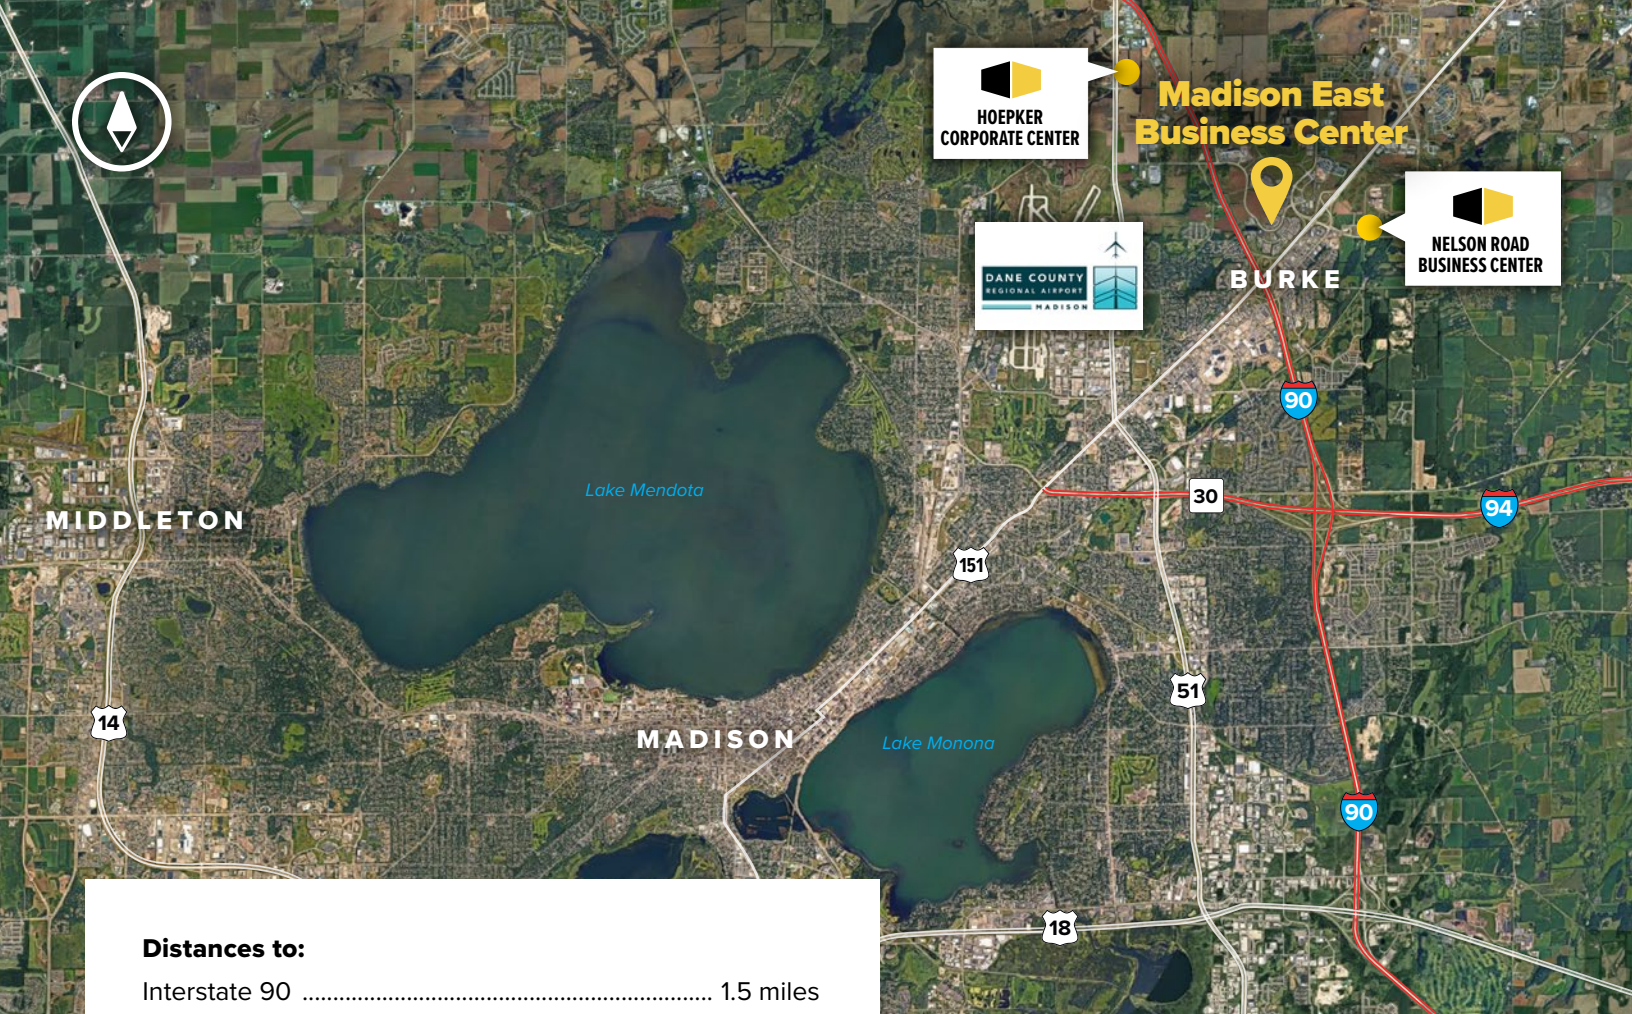 HOEPKER
CORPORATE CENTER
Madison East
Business Center
NELSON ROAD
BUSINESS CENTER
DANE COUNTY
REGIONAL AIRPORT
MADISON
BURKE
90
Lake Mendota
30
94
MIDDLETON
151
51
14
MADISON
Lake Monona
90
18
Distances to:
Interstate 90 ..................................................................... 1.5 miles